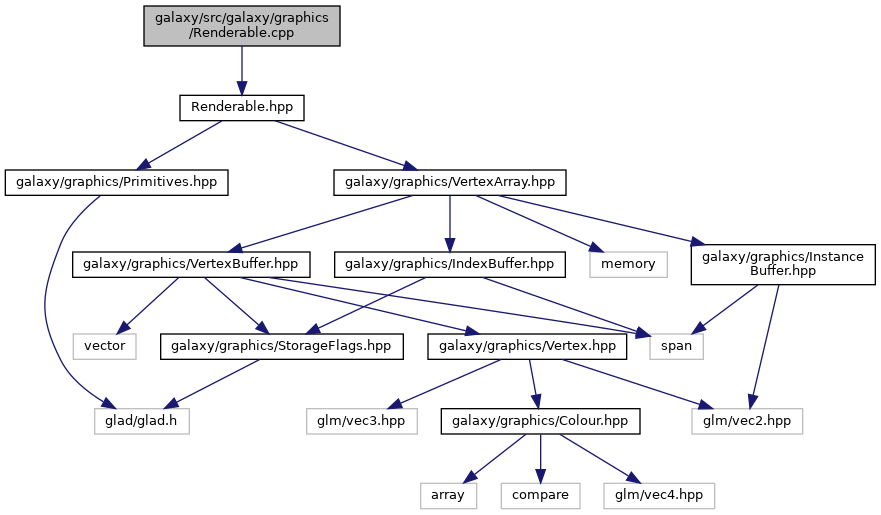 galaxy/src/galaxy/graphics
/Renderable.cpp
Renderable.hpp
galaxy/graphics/Primitives.hpp
galaxy/graphics/VertexArray.hpp
galaxy/graphics/VertexBuffer.hpp
galaxy/graphics/IndexBuffer.hpp
memory
galaxy/graphics/Instance
Buffer.hpp
vector
galaxy/graphics/StorageFlags.hpp
galaxy/graphics/Vertex.hpp
span
glad/glad.h
glm/vec3.hpp
galaxy/graphics/Colour.hpp
glm/vec2.hpp
array
compare
glm/vec4.hpp